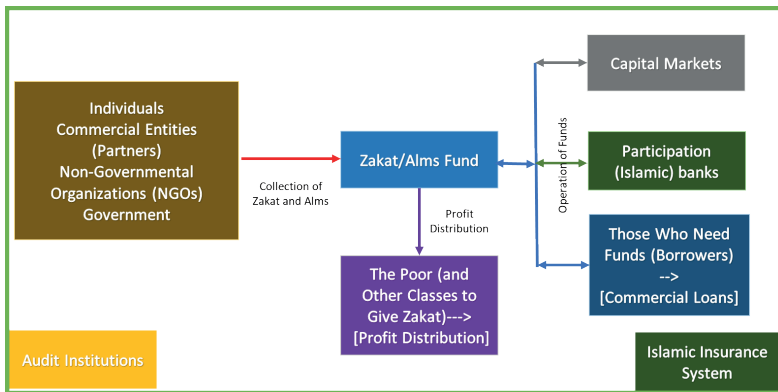 Individuals
Commercial Entities
(Partners)
Non-Governmental
Organizations (NGOs)
Government
Collection of
Zakat and Alms
Zakat/Alms Fund
Profit
Distribution
The Poor (and
Other Classes to
Give Zakat)--->
[Profit Distribution]
Operation of Funds
Capital Markets
Participation
(Islamic) banks
Those Who Need
Funds (Borrowers)
-->
[Commercial Loans]
Audit Institutions
Islamic Insurance
System